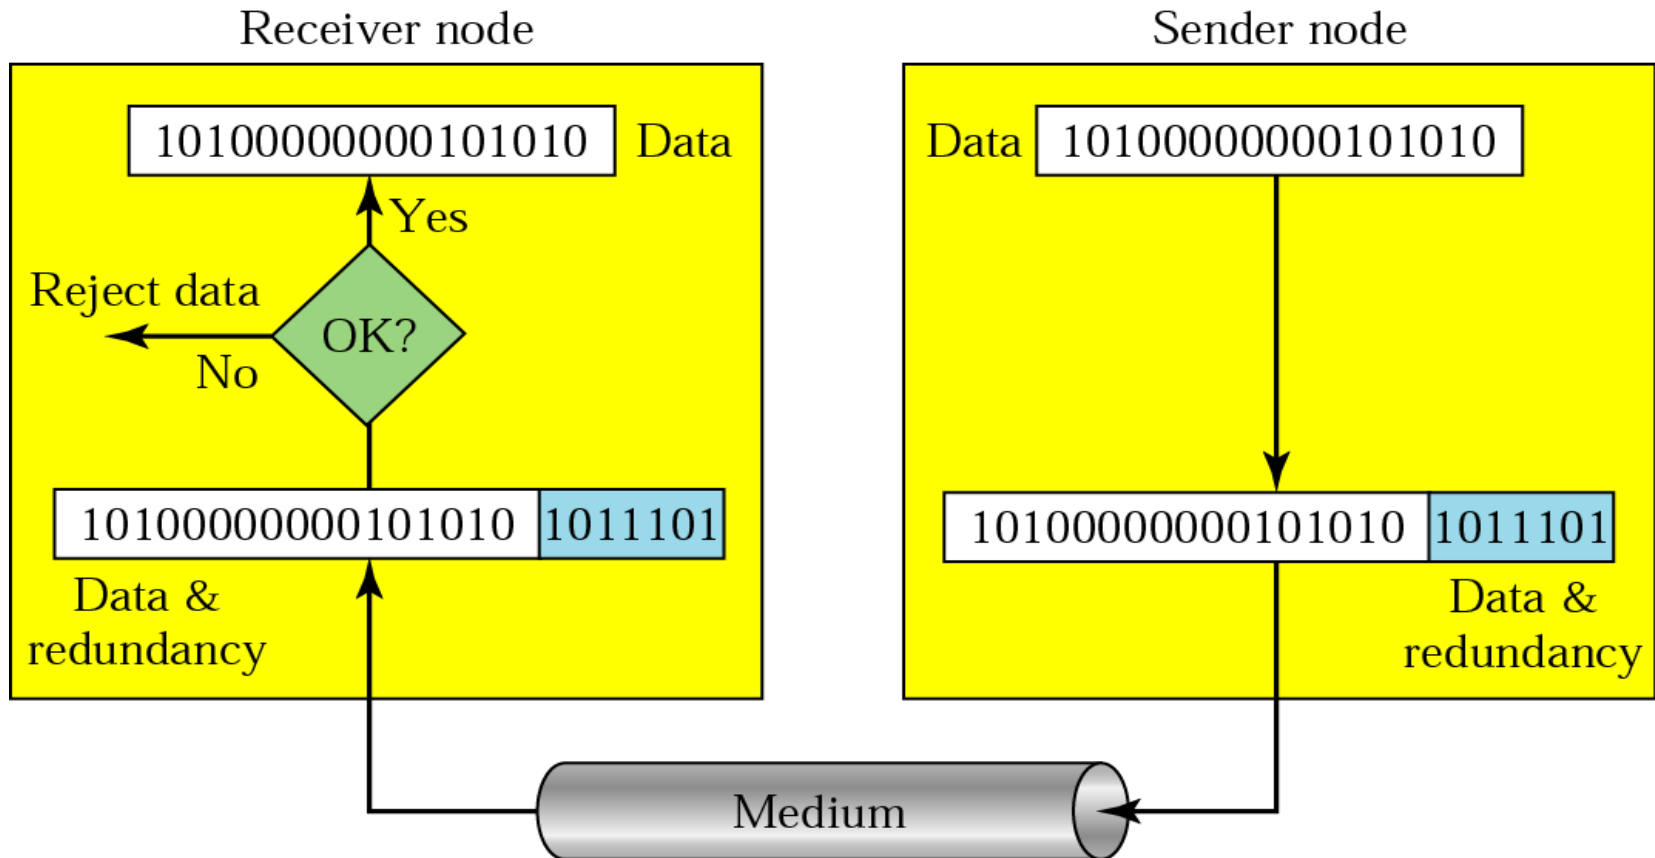 Receiver node
Sender node
10100000000101010
Data
Data
10100000000101010
Yes
Reject data
OK?
No
10100000000101010
1011101
10100000000101010
1011101
Data &
redundancy
Data &
redundancy
Medium